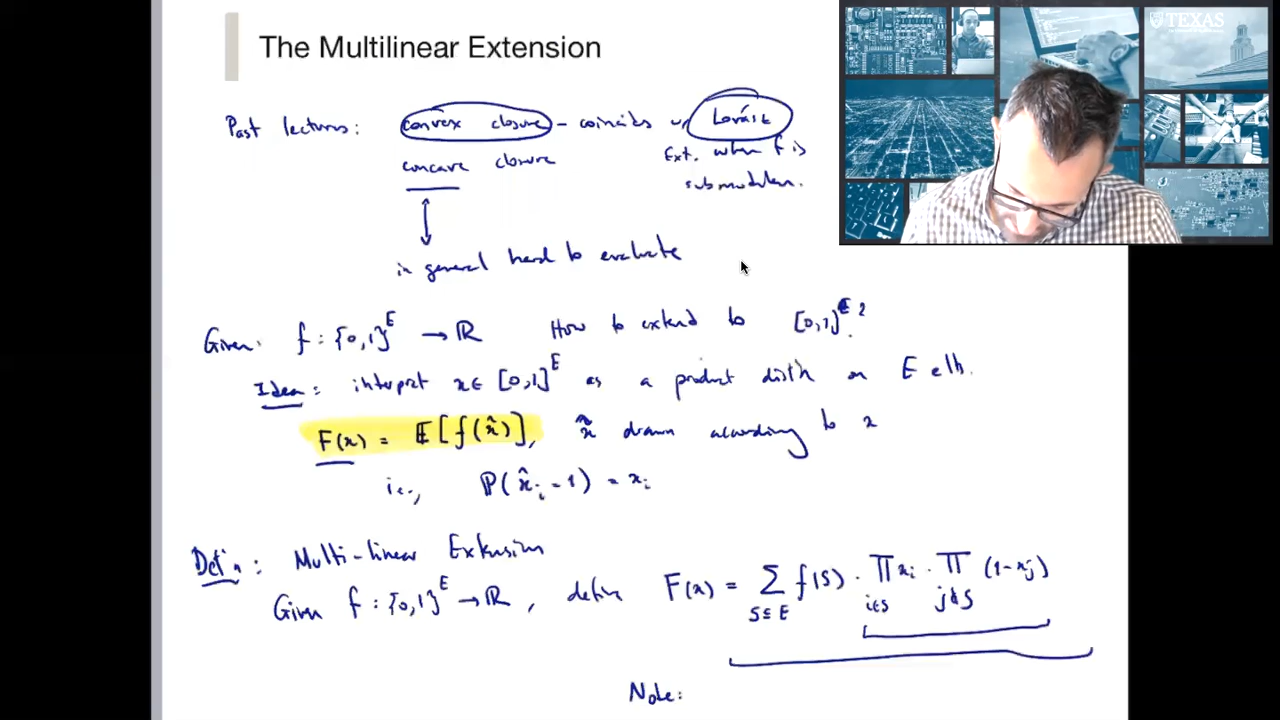 The Multilinear Extension
TEXAS
Past lectures: convex closure - coincides w/ Lovász
concave closure Ext. when f is
submodular.
in general hard to evaluate
Given: f : {0,1}^E → ℝ How to extend to [0,1]^E ?
Idea: interpret x ∈ [0,1]^E as a product distn on E elts.
F(x) = 𝔼[f(x̂)], x̂ drawn according to x
i.e., ℙ(x̂_i = 1) = x_i
Def'n: Multi-linear Extension
Given f : {0,1}^E → ℝ, define F(x) = Σ_{S⊆E} f(S) · Π_{i∈S} x_i · Π_{j∉S} (1-x_j)
Note: